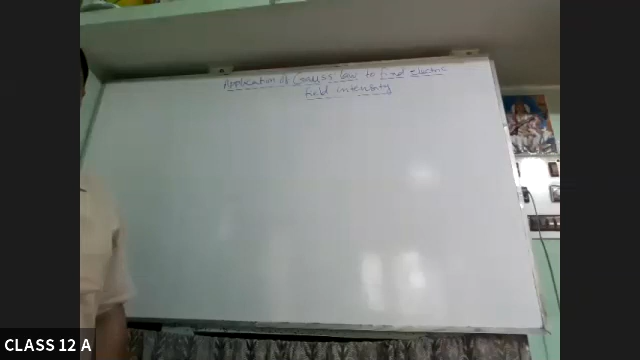 Application of Gauss law to find electric
field intensity
CLASS 12 A